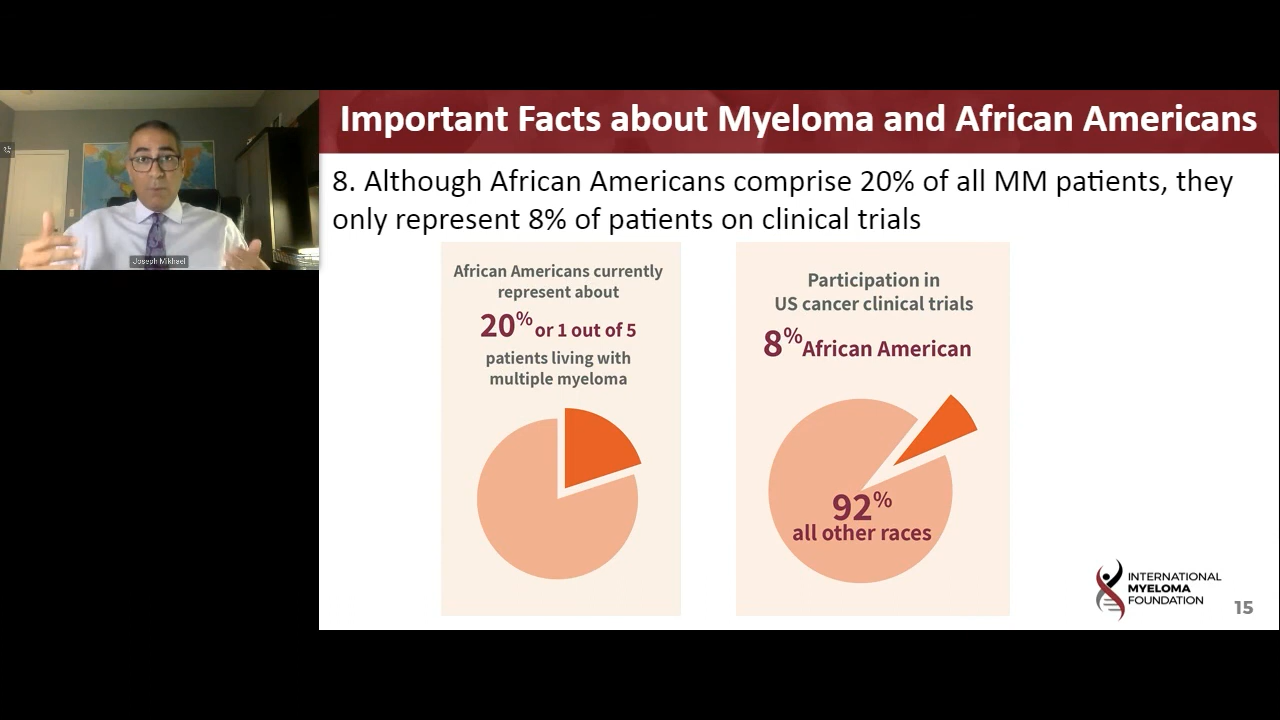 Important Facts about Myeloma and African Americans
8. Although African Americans comprise 20% of all MM patients, they
only represent 8% of patients on clinical trials
African Americans currently
represent about
20% or 1 out of 5
patients living with
multiple myeloma
Participation in
US cancer clinical trials
8% African American
92%
all other races
Joseph Mikhael
INTERNATIONAL
MYELOMA
FOUNDATION
15